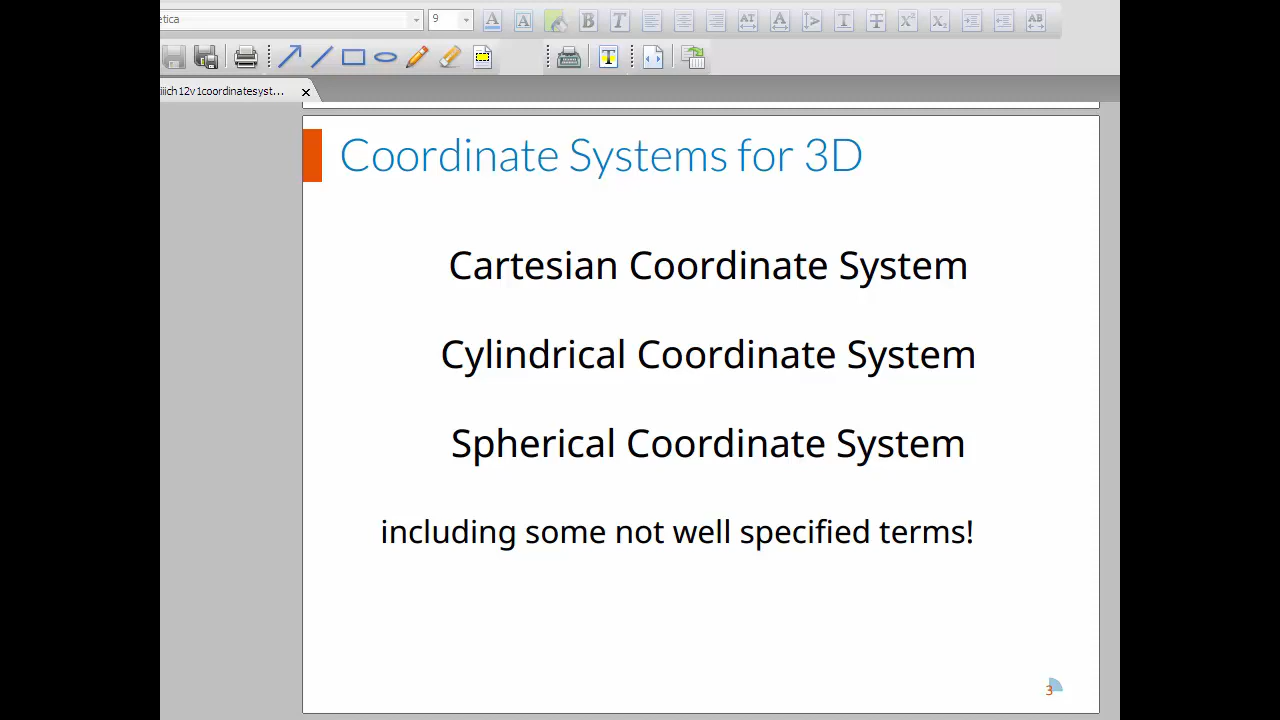 etica 9
iiich12v1coordinatesyst...
Coordinate Systems for 3D
Cartesian Coordinate System
Cylindrical Coordinate System
Spherical Coordinate System
including some not well specified terms!
3